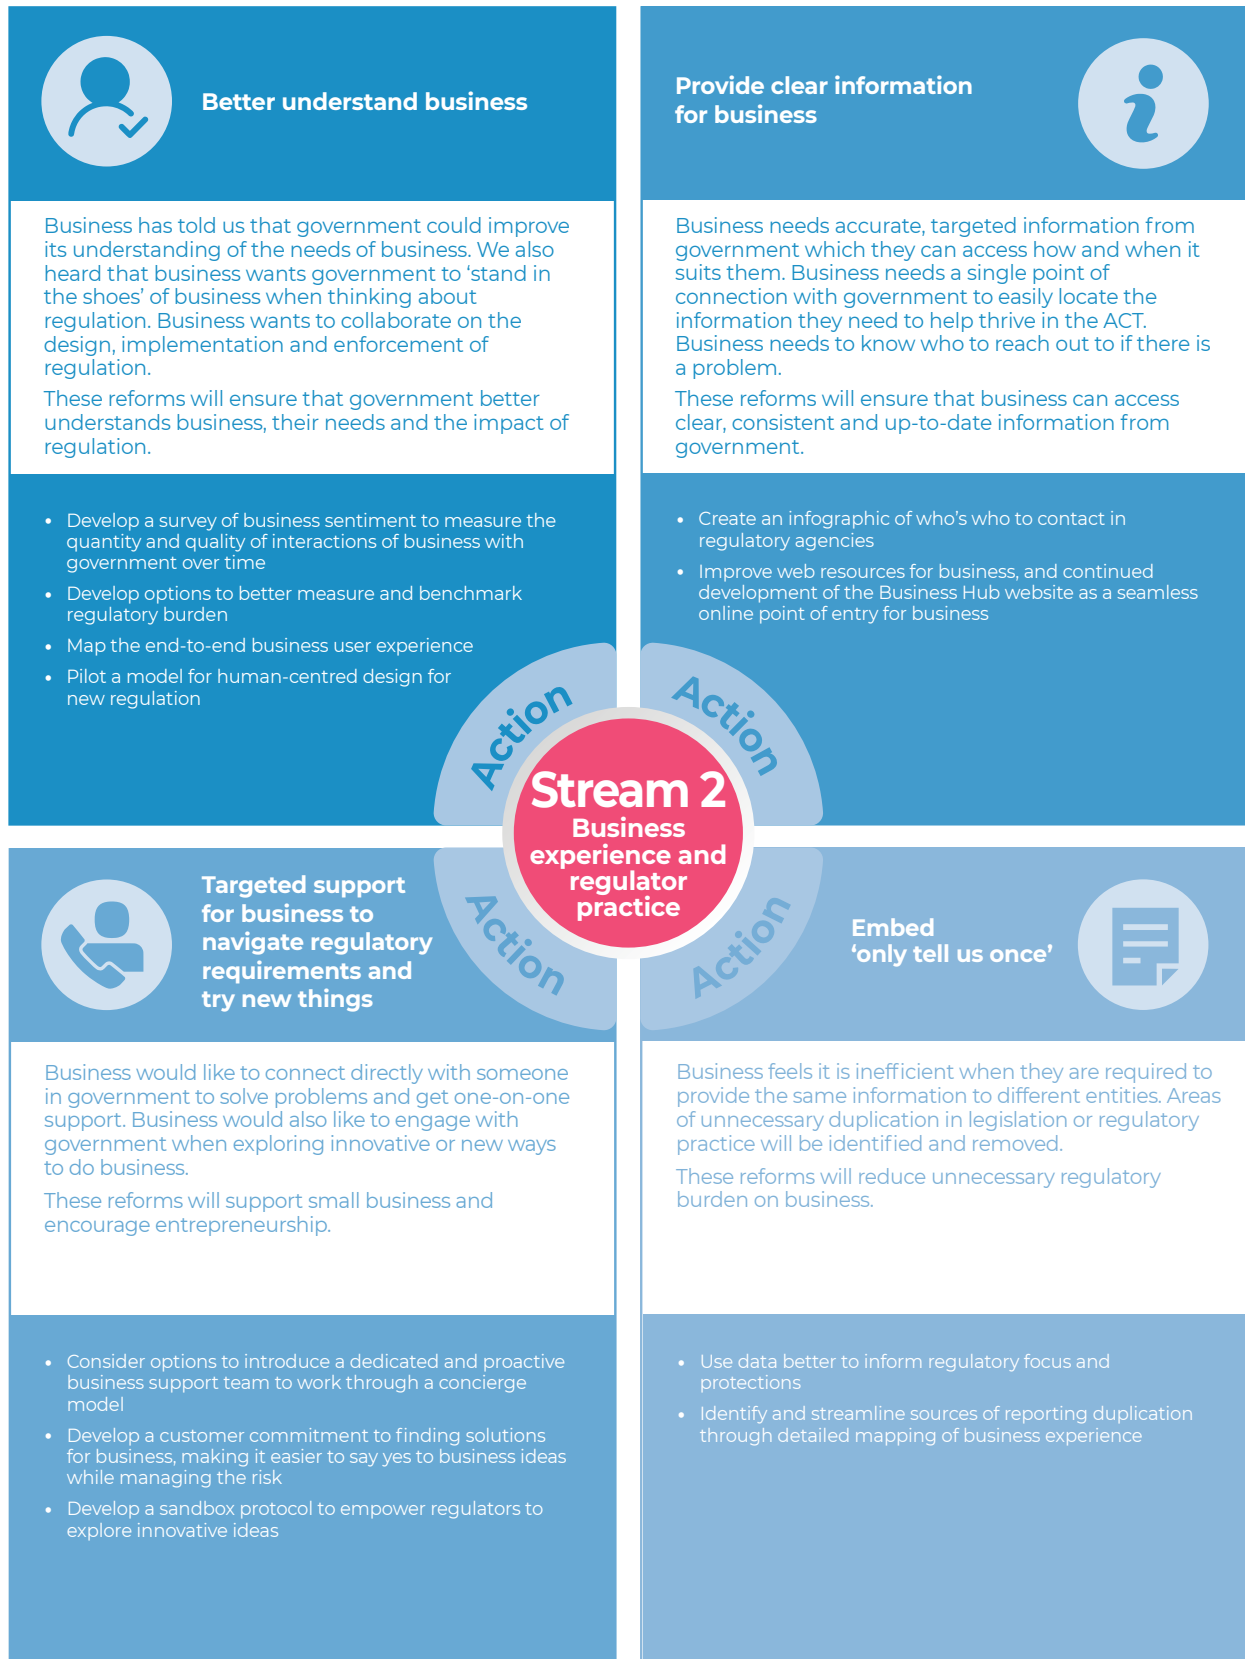 Better understand business
Business has told us that government could improve
its understanding of the needs of business. We also
heard that business wants government to ‘stand in
the shoes’ of business when thinking about
regulation. Business wants to collaborate on the
design, implementation and enforcement of
regulation.
These reforms will ensure that government better
understands business, their needs and the impact of
regulation.
• Develop a survey of business sentiment to measure the
quantity and quality of interactions of business with
government over time
• Develop options to better measure and benchmark
regulatory burden
• Map the end-to-end business user experience
• Pilot a model for human-centred design for
new regulation
Action
Provide clear information
for business
Business needs accurate, targeted information from
government which they can access how and when it
suits them. Business needs a single point of
connection with government to easily locate the
information they need to help thrive in the ACT.
Business needs to know who to reach out to if there is
a problem.
These reforms will ensure that business can access
clear, consistent and up-to-date information from
government.
• Create an infographic of who’s who to contact in
regulatory agencies
• Improve web resources for business, and continued
development of the Business Hub website as a seamless
online point of entry for business
Action
Stream 2
Business
experience and
regulator
practice
Targeted support
for business to
navigate regulatory
requirements and
try new things
Action
Business would like to connect directly with someone
in government to solve problems and get one-on-one
support. Business would also like to engage with
government when exploring innovative or new ways
to do business.
These reforms will support small business and
encourage entrepreneurship.
• Consider options to introduce a dedicated and proactive
business support team to work through a concierge
model
• Develop a customer commitment to finding solutions
for business, making it easier to say yes to business ideas
while managing the risk
• Develop a sandbox protocol to empower regulators to
explore innovative ideas
Action
Embed
‘only tell us once’
Business feels it is inefficient when they are required to
provide the same information to different entities. Areas
of unnecessary duplication in legislation or regulatory
practice will be identified and removed.
These reforms will reduce unnecessary regulatory
burden on business.
• Use data better to inform regulatory focus and
protections
• Identify and streamline sources of reporting duplication
through detailed mapping of business experience